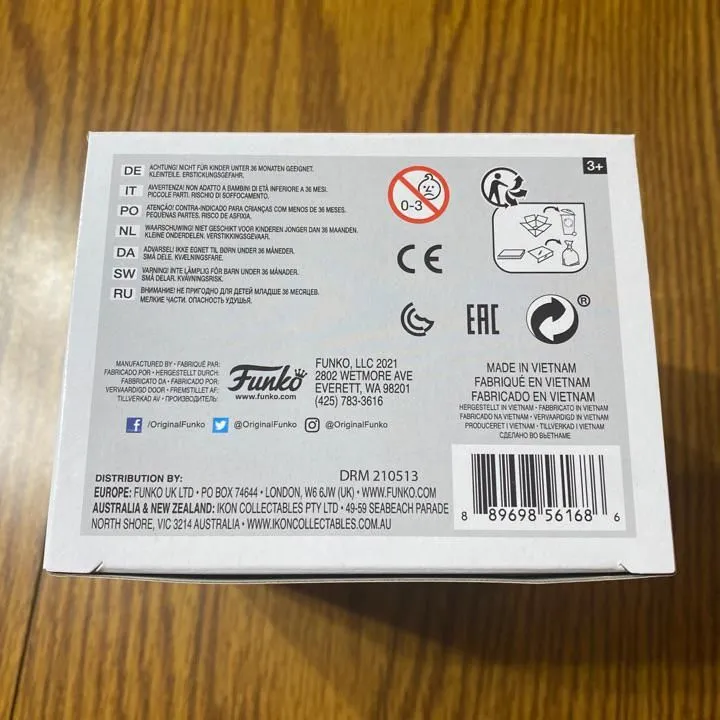 3+
DE ACHTUNG! NICHT FÜR KINDER UNTER 36 MONATEN GEEIGNET.
KLEINTEILE. ERSTICKUNGSGEFAHR.
IT AVVERTENZA! NON ADATTO A BAMBINI DI ETÀ INFERIORE A 36 MESI.
PICCOLE PARTI. RISCHIO DI SOFFOCAMENTO.
PO ATENÇÃO! CONTRA-INDICADO PARA CRIANÇAS COM MENOS DE 36 MESES.
PEQUENAS PARTES. RISCO DE ASFIXIA.
NL WAARSCHUWING! NIET GESCHIKT VOOR KINDEREN JONGER DAN 36 MAANDEN.
KLEINE ONDERDELEN. VERSTIKKINGSGEVAAR.
DA ADVARSEL! IKKE EGNET TIL BØRN UNDER 36 MÅNEDER.
SMÅ DELE. KVÆLNINGSFARE.
SW VARNING! INTE LÄMPLIG FÖR BARN UNDER 36 MÅNADER.
SMÅ DELAR. KVÄVNINGSRISK.
RU ВНИМАНИЕ! НЕ ПРИГОДНО ДЛЯ ДЕТЕЙ МЛАДШЕ 36 МЕСЯЦЕВ.
МЕЛКИЕ ЧАСТИ. ОПАСНОСТЬ УДУШЬЯ.
0-3
CE
EAC
®
MANUFACTURED BY • FABRIQUÉ PAR:
FABRICADO POR • HERGESTELLT DURCH:
FABBRICATO DA • FABRICADO POR:
VERVAARDIGD DOOR • FREMSTILLET AF:
TILLVERKAD AV • ПРОИЗВОДИТЕЛЬ:
Funko
www.funko.com
FUNKO, LLC 2021
2802 WETMORE AVE
EVERETT, WA 98201
(425) 783-3616
MADE IN VIETNAM
FABRIQUÉ EN VIETNAM
FABRICADO EN VIETNAM
HERGESTELLT IN VIETNAM • FABBRICATO IN VIETNAM
FABRICADO NA VIETNAM • VERVAARDIGD IN VIETNAM
PRODUCERET I VIETNAM • TILLVERKAD I VIETNAM
СДЕЛАНО ВО ВЬЕТНАМЕ
f /OriginalFunko @OriginalFunko @OriginalFunko
DRM 210513
DISTRIBUTION BY:
EUROPE: FUNKO UK LTD • PO BOX 74644 • LONDON, W6 6JW (UK) • WWW.FUNKO.COM
AUSTRALIA & NEW ZEALAND: IKON COLLECTABLES PTY LTD • 49-59 SEABEACH PARADE
NORTH SHORE, VIC 3214 AUSTRALIA • WWW.IKONCOLLECTABLES.COM.AU
8 89698 56168 6